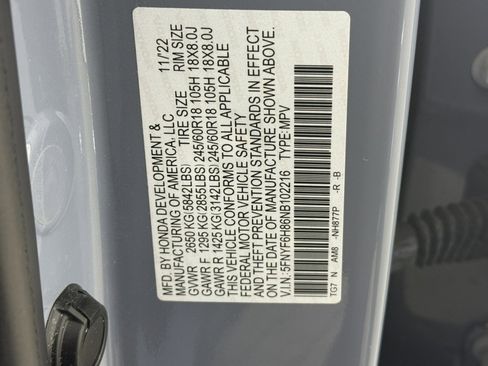 MFD. BY HONDA DEVELOPMENT &
MANUFACTURING OF AMERICA, LLC 11/22
TIRE SIZE RIM SIZE
GVWR 2650 KG(5842LBS)
GAWR F 1295 KG(2855LBS) 245/60R18 105H 18X8.0J
GAWR R 1425 KG(3142LBS) 245/60R18 105H 18X8.0J
THIS VEHICLE CONFORMS TO ALL APPLICABLE
FEDERAL MOTOR VEHICLE SAFETY
AND THEFT PREVENTION STANDARDS IN EFFECT
ON THE DATE OF MANUFACTURE SHOWN ABOVE.
V.I.N.: 5FNYF6H86NB102216 TYPE: MPV
TG7 N AM8 -NH877P -R -B